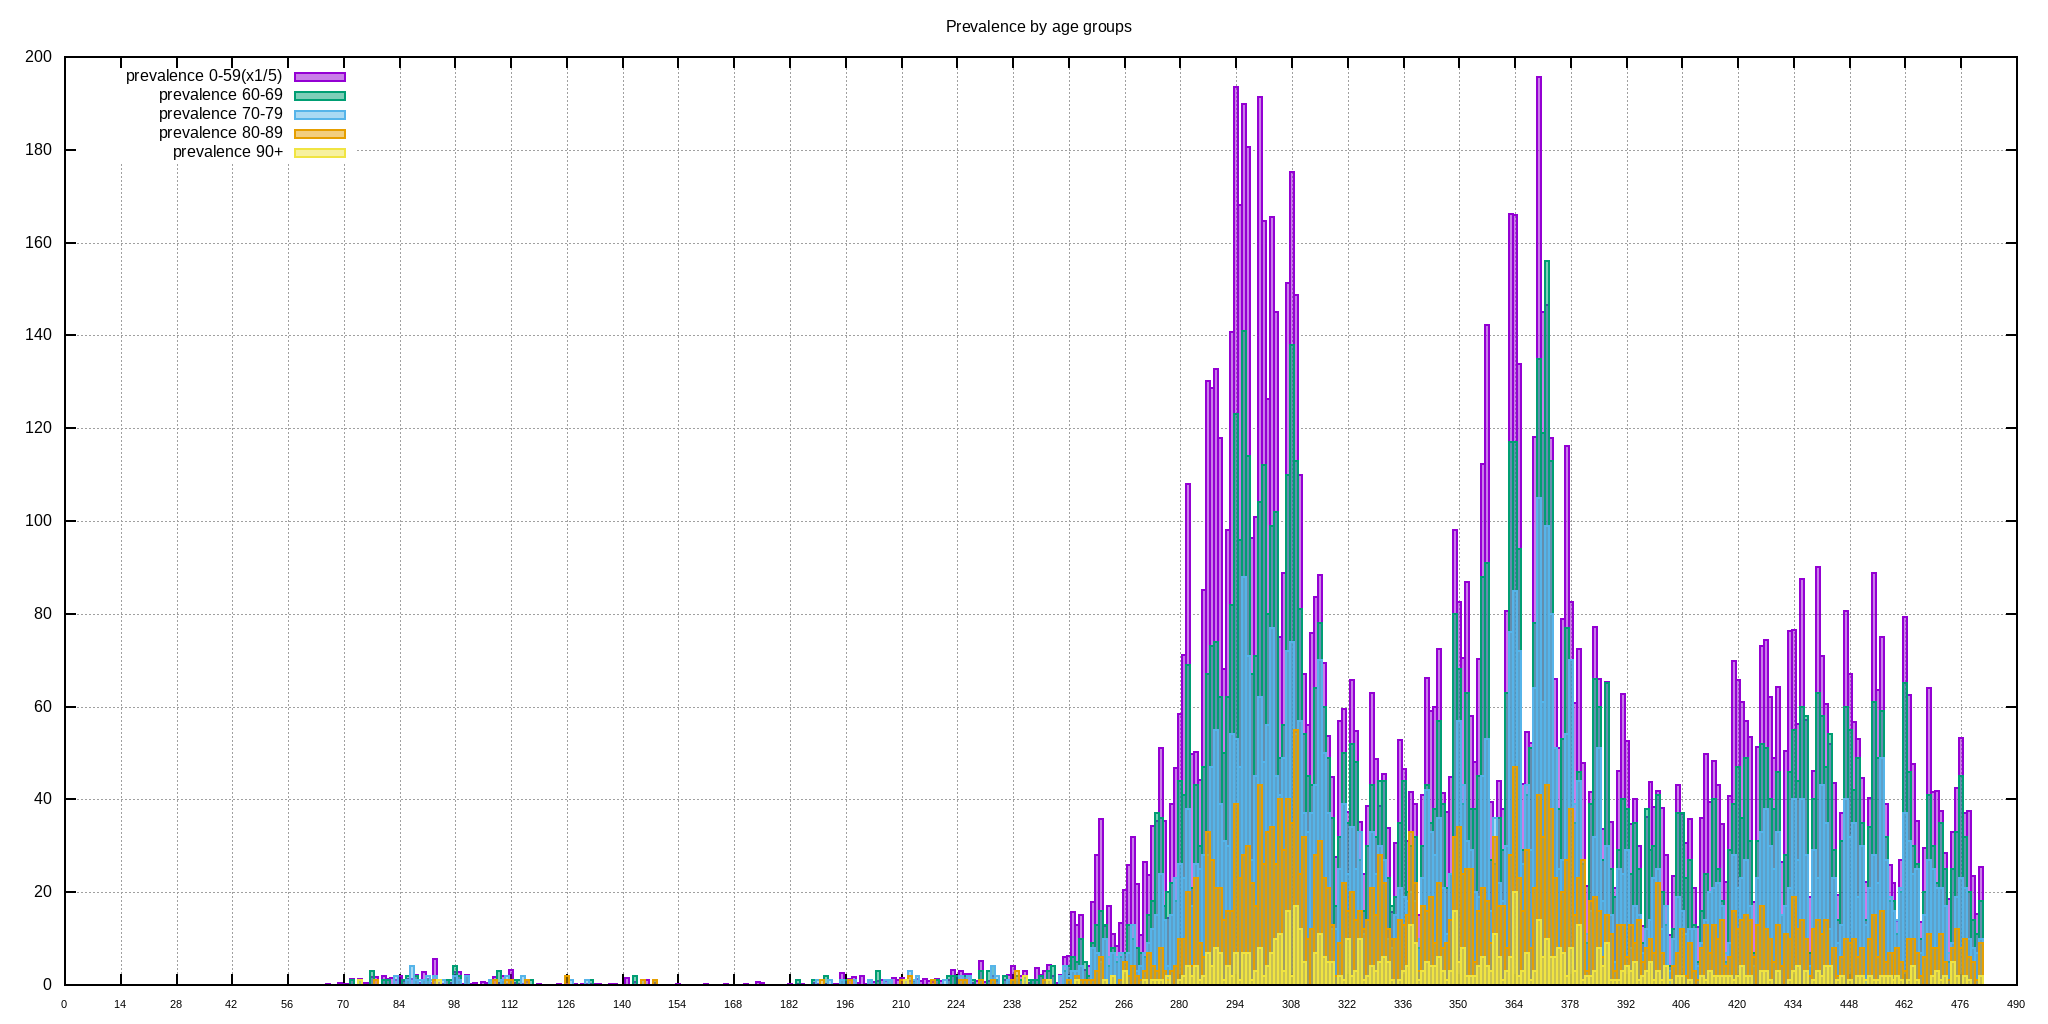 Prevalence by age groups
200
180
160
140
120
100
80
60
40
20
0
prevalence 0-59(x1/5)
prevalence 60-69
prevalence 70-79
prevalence 80-89
prevalence 90+
0 14 28 42 56 70 84 98 112 126 140 154 168 182 196 210 224 238 252 266 280 294 308 322 336 350 364 378 392 406 420 434 448 462 476 490